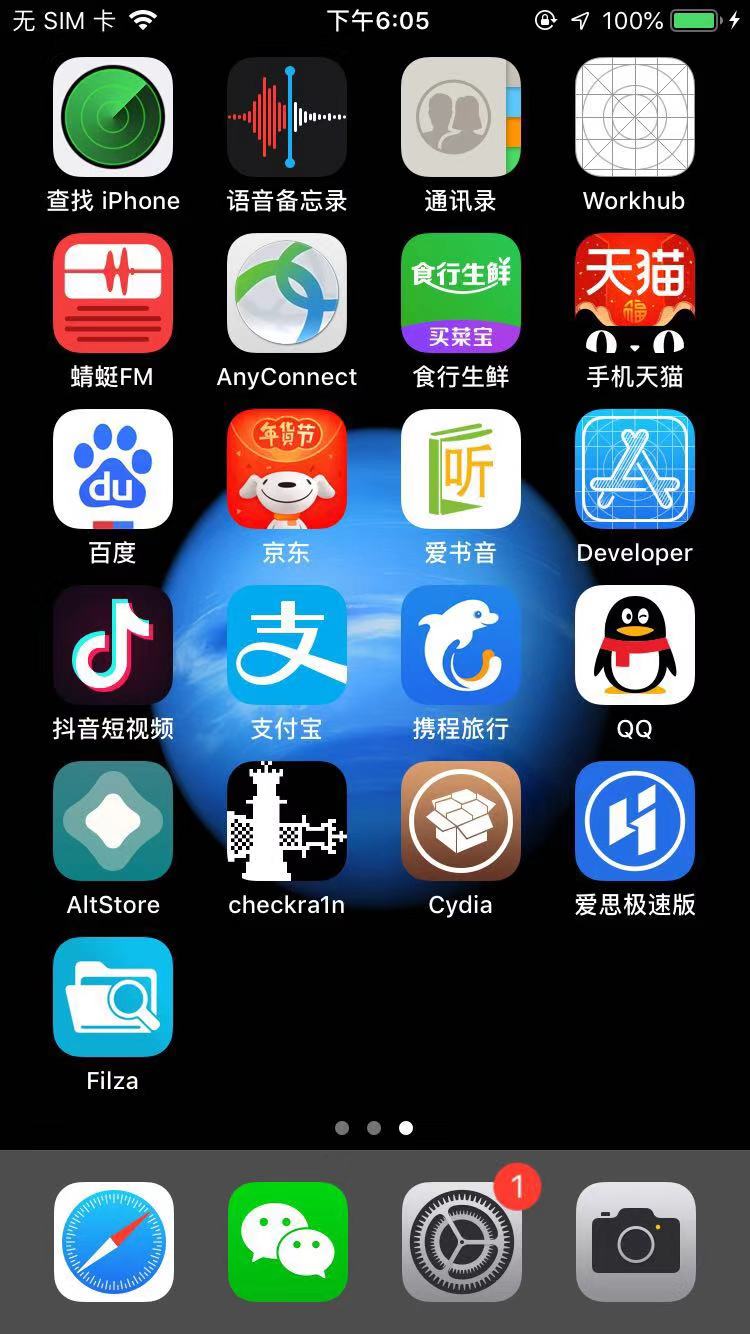 无 SIM 卡
下午6:05
100%
查找 iPhone
语音备忘录
通讯录
Workhub
食行生鲜
买菜宝
天猫
福
蜻蜓FM
AnyConnect
食行生鲜
手机天猫
du
年货节
听
百度
京东
爱书音
Developer
支
抖音短视频
支付宝
携程旅行
QQ
AltStore
checkra1n
Cydia
爱思极速版
Filza
1